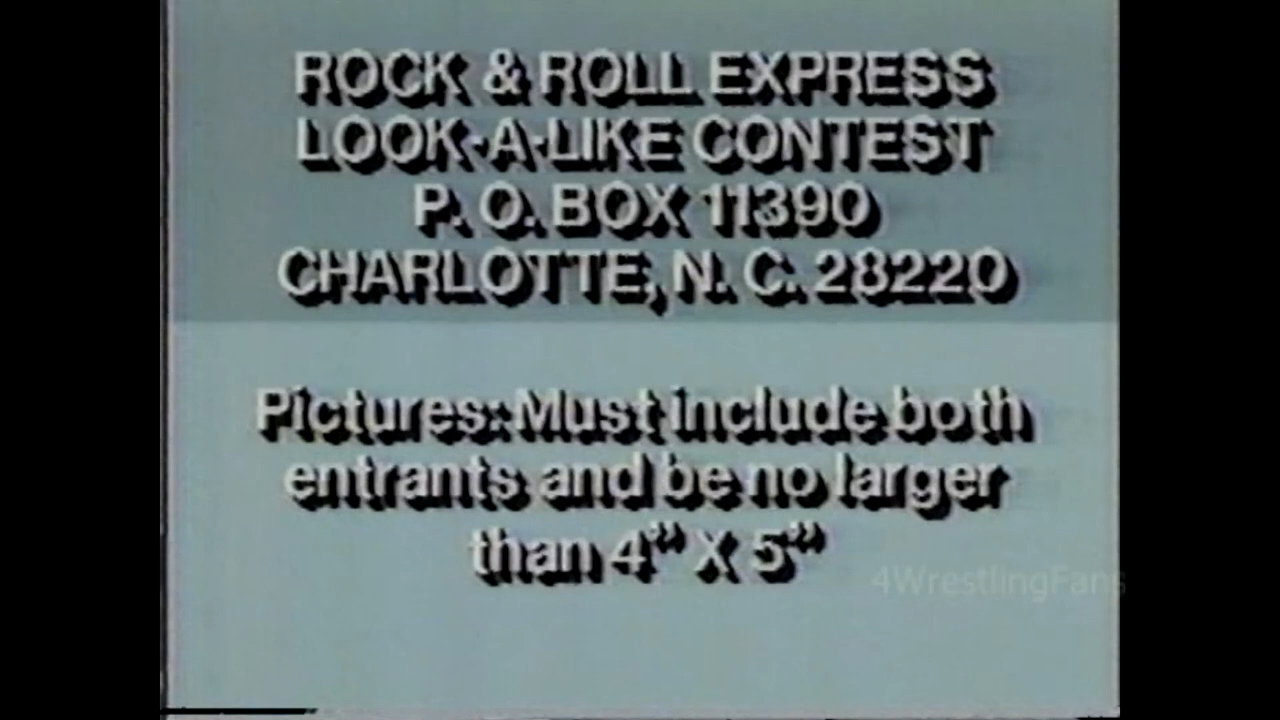 ROCK & ROLL EXPRESS
LOOK-A-LIKE CONTEST
P. O. BOX 11390
CHARLOTTE, N. C. 28220
Pictures: Must include both
entrants and be no larger
than 4” X 5”
4WrestlingFans